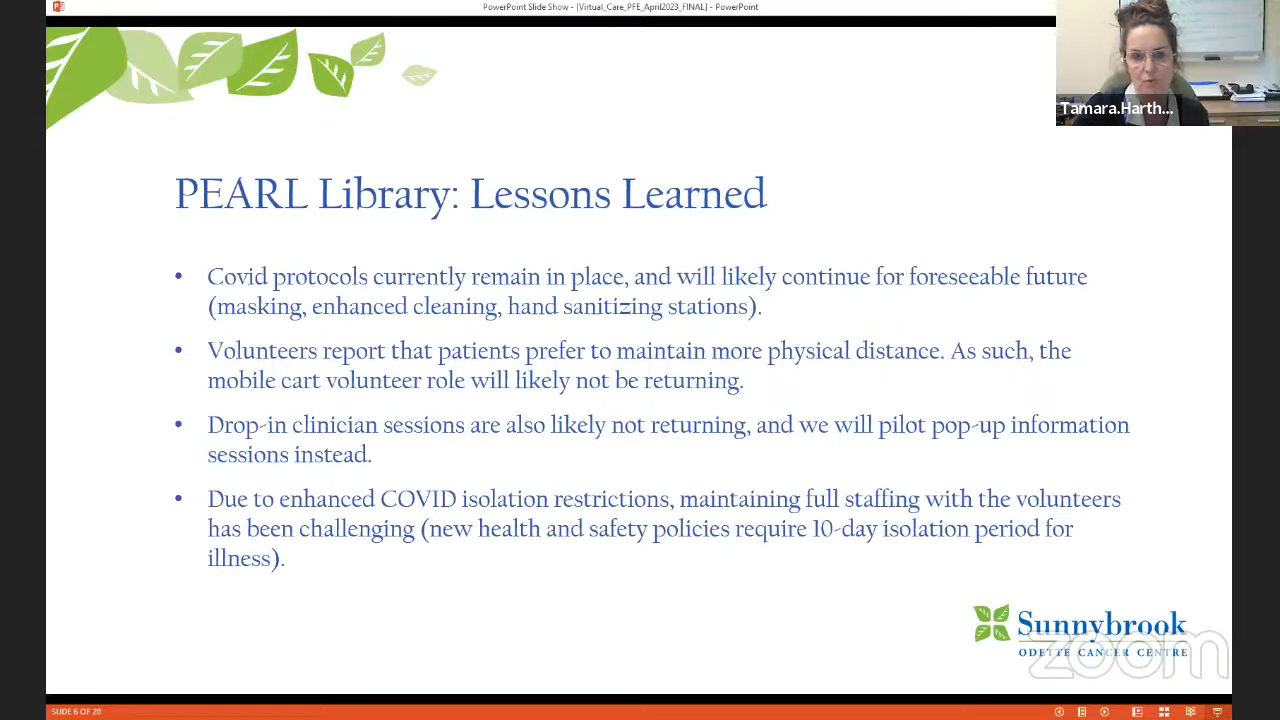 PowerPoint Slide Show - [Virtual_Care_PFE_April2023_FINAL] - PowerPoint
Tamara.Harth...
PEARL Library: Lessons Learned
• Covid protocols currently remain in place, and will likely continue for foreseeable future
(masking, enhanced cleaning, hand sanitizing stations).
• Volunteers report that patients prefer to maintain more physical distance. As such, the
mobile cart volunteer role will likely not be returning.
• Drop-in clinician sessions are also likely not returning, and we will pilot pop-up information
sessions instead.
• Due to enhanced COVID isolation restrictions, maintaining full staffing with the volunteers
has been challenging (new health and safety policies require 10-day isolation period for
illness).
Sunnybrook
ODETTE CANCER CENTRE
zoom
SLIDE 6 OF 20